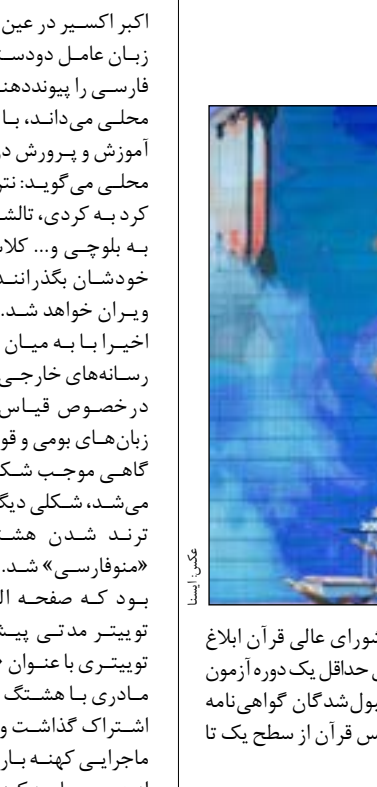 اکبر اکسیر در عین
زبان عامل دودست
فارسی را پیونددهن
محلی می‌داند، با
آموزش و پرورش در
محلی می‌گوید: نتر
کرد به کردی، تالش
به بلوچی و... کلا
خودشان بگذرانند
ویران خواهد شد.
اخیرا با به میان
رسانه‌های خارجی
درخصوص قیاس
زبان‌های بومی و قو
گاهی موجب شک
می‌شد، شکلی دیگ
ترند شدن هشت
«منوفارسی» شد.
بود که صفحه ال
توییتر مدتی پیش
توییتری با عنوان «
مادری با هشتگ
اشتراک گذاشت و
ماجرایی کهنه بار
عکس: ایسنا
شورای عالی قرآن ابلاغ
حداقل یک دوره آزمون
بول‌شدگان گواهی‌نامه
س قرآن از سطح یک تا